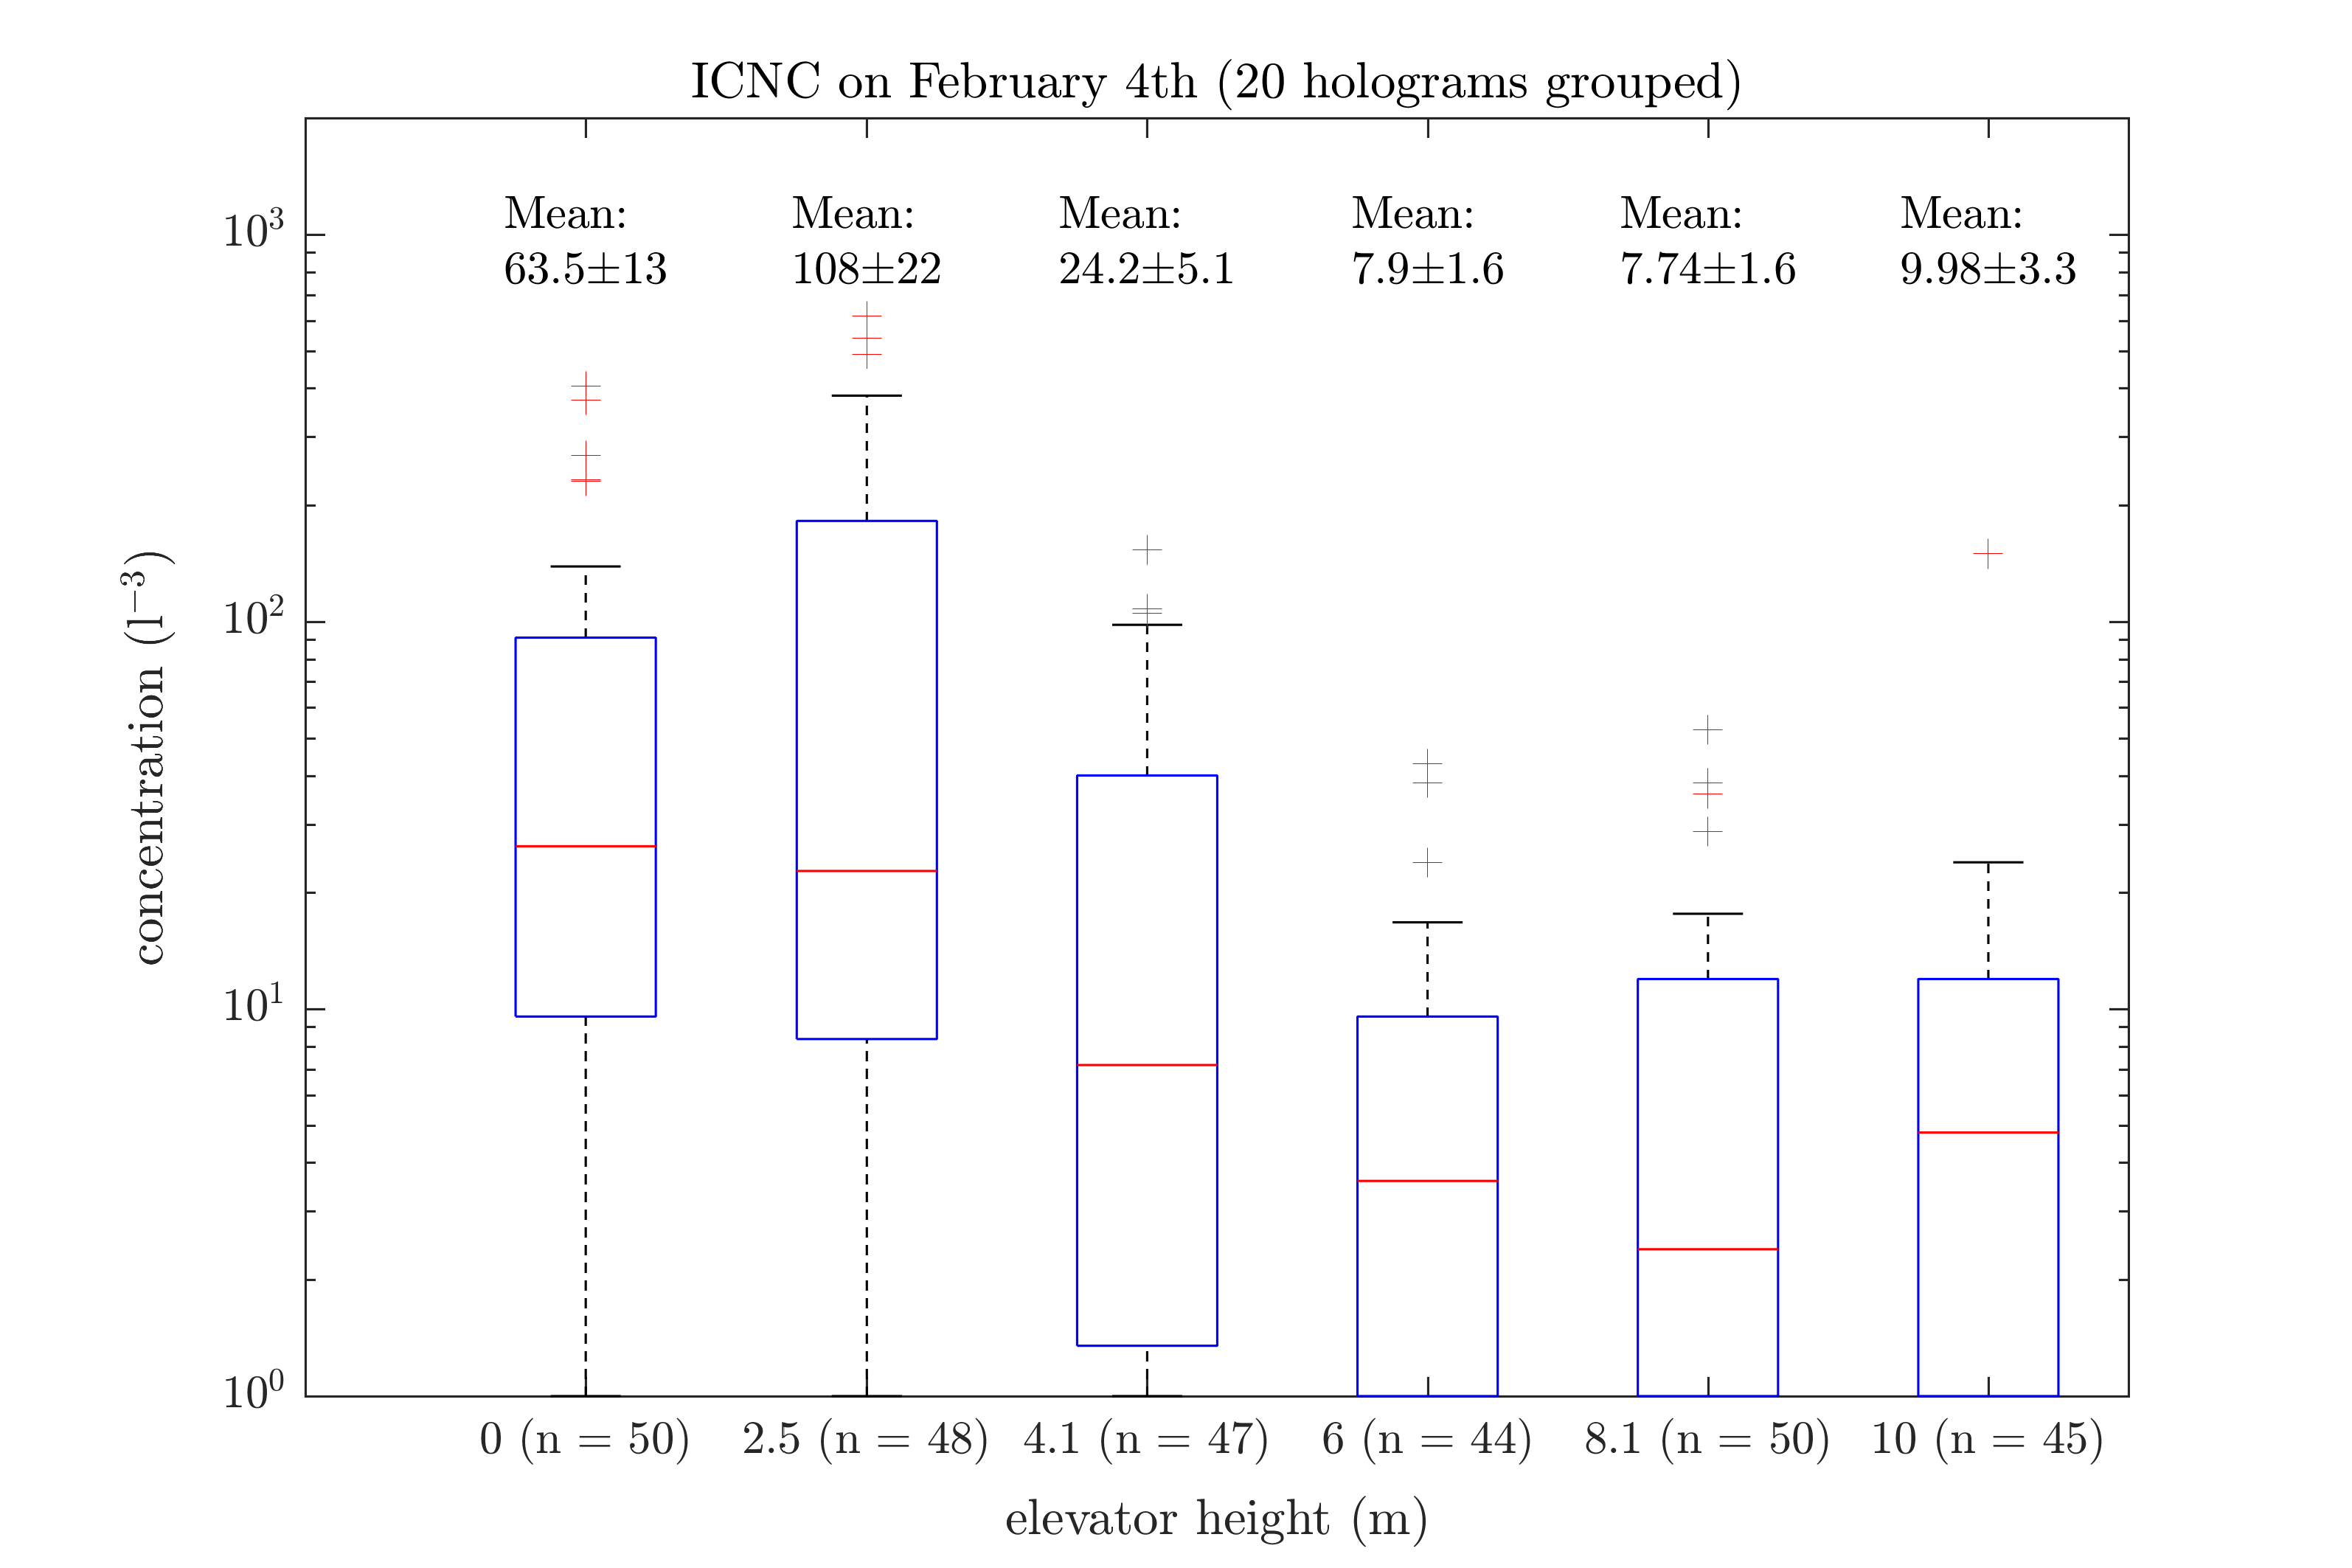 ICNC on February 4th (20 holograms grouped)
Mean:
63.5±13
Mean:
108±22
Mean:
24.2±5.1
Mean:
7.9±1.6
Mean:
7.74±1.6
Mean:
9.98±3.3
10³
10²
10¹
10⁰
concentration (l⁻³)
0 (n = 50) 2.5 (n = 48) 4.1 (n = 47) 6 (n = 44) 8.1 (n = 50) 10 (n = 45)
elevator height (m)